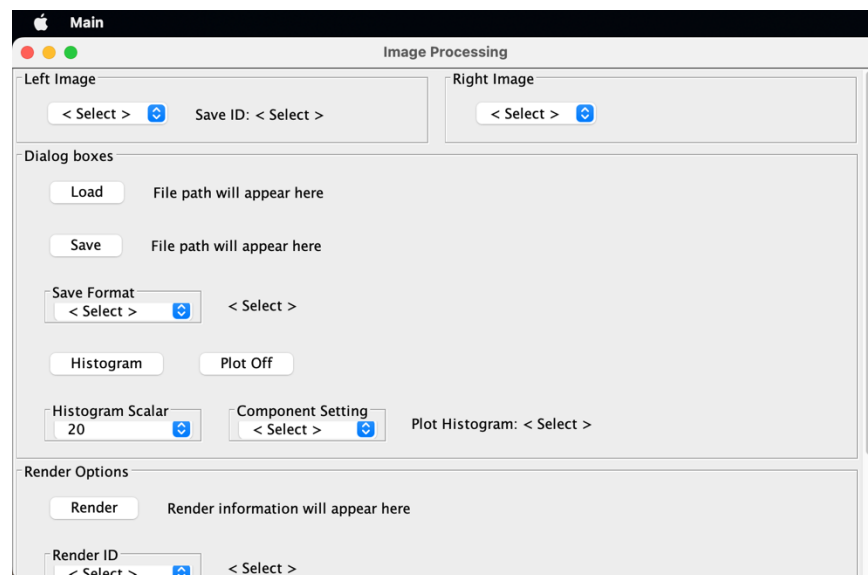 Main
Image Processing
Left Image
Right Image
< Select >
Save ID: < Select >
< Select >
Dialog boxes
Load
File path will appear here
Save
File path will appear here
Save Format
< Select >
< Select >
Histogram
Plot Off
Histogram Scalar
Component Setting
20
< Select >
Plot Histogram: < Select >
Render Options
Render
Render information will appear here
Render ID
< Select >
< Select >